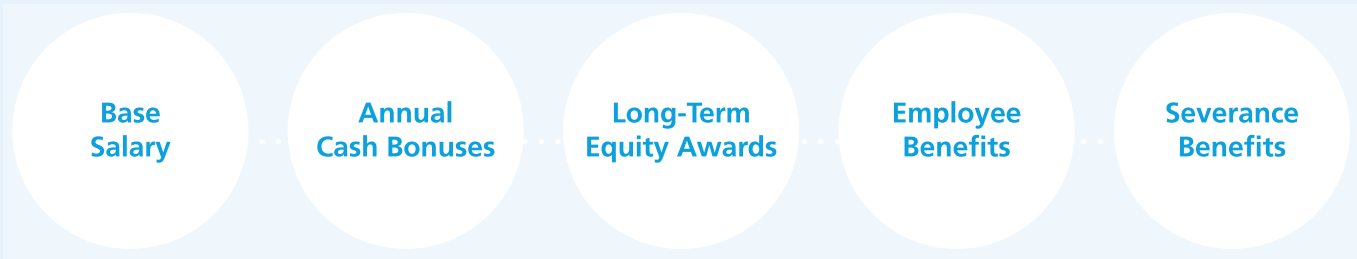 Base
Salary
Annual
Cash Bonuses
Long-Term
Equity Awards
Employee
Benefits
Severance
Benefits